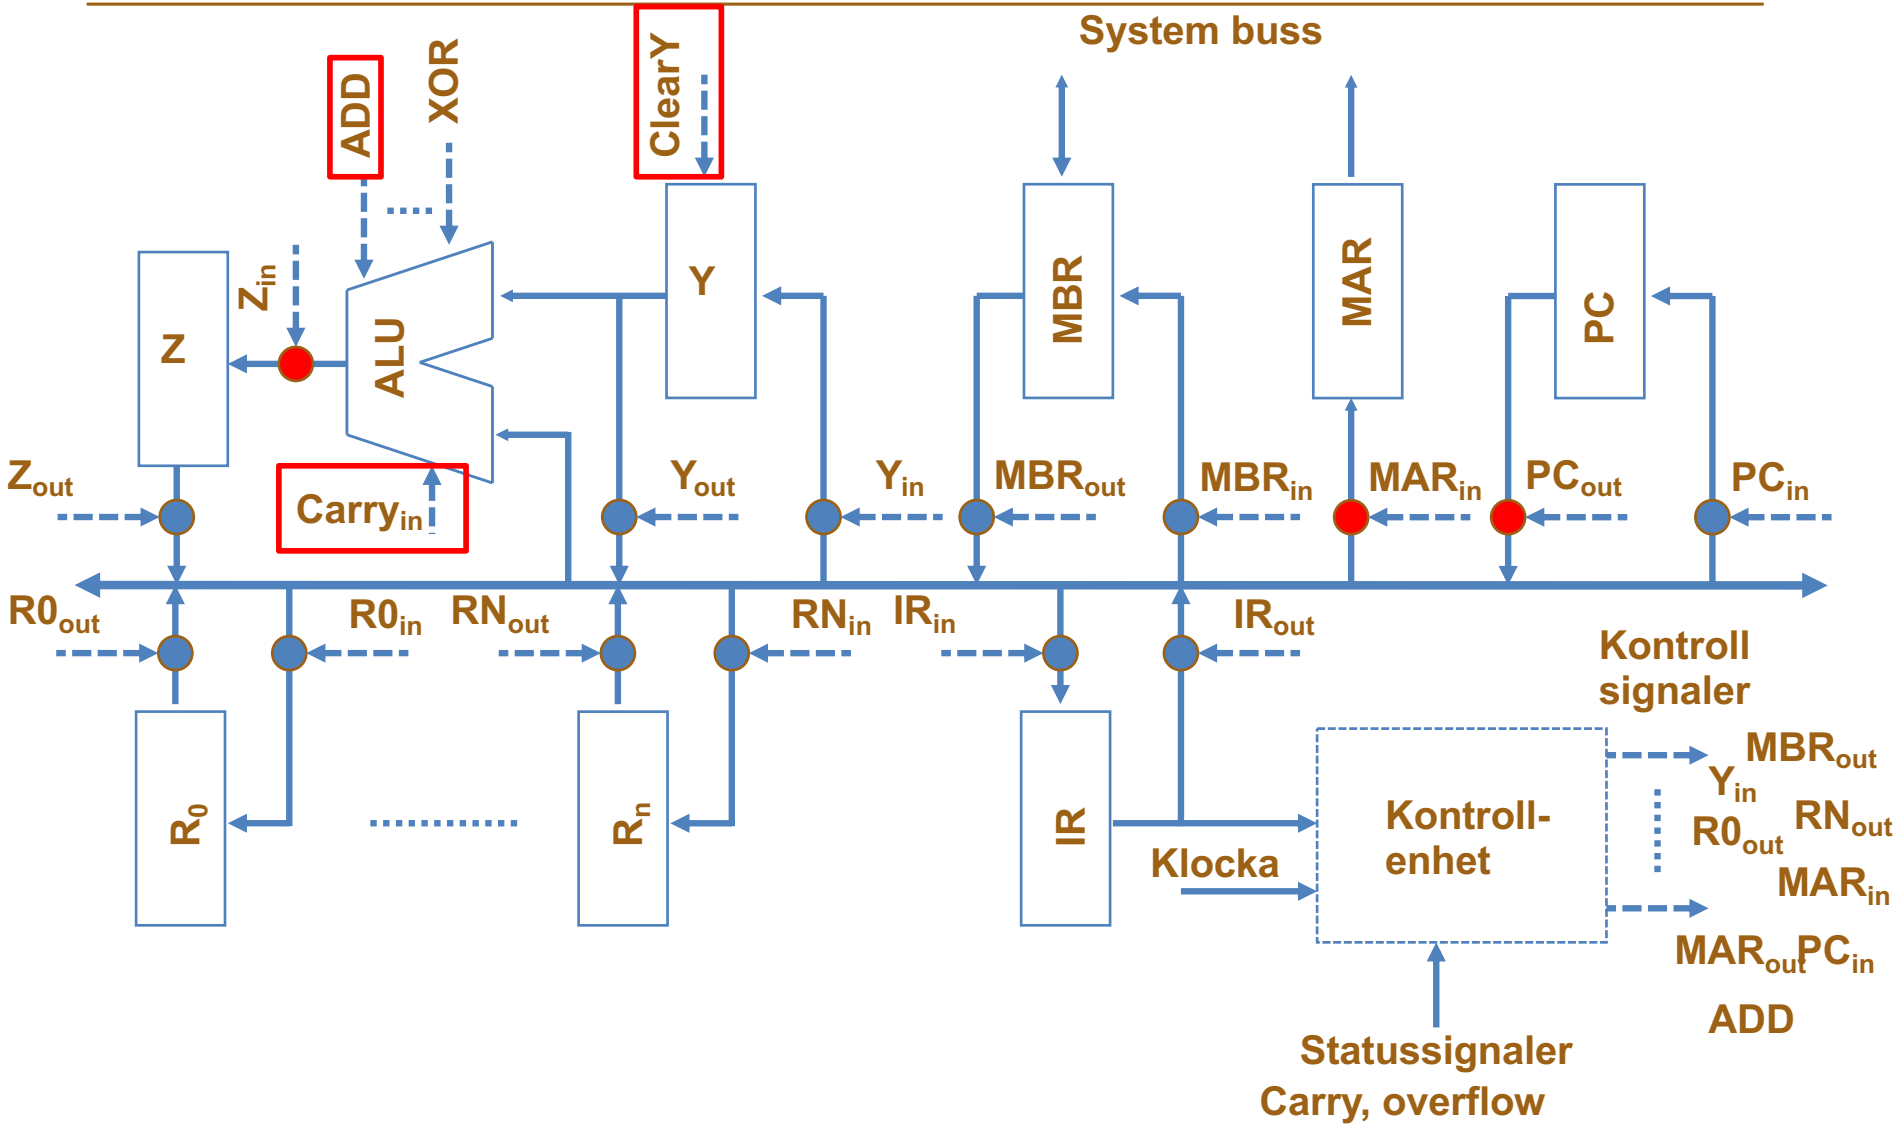 System buss
ADD
XOR
ClearY
Z
Zin
ALU
Y
MBR
MAR
PC
Zout
Carryin
Yout
Yin
MBRout
MBRin
MARin
PCout
PCin
R0out
R0in
RNout
RNin
IRin
IRout
R0
Rn
IR
Klocka
Kontroll-
enhet
Kontroll
signaler
MBRout
Yin
RNout
R0out
MARin
MARout
PCin
ADD
Statussignaler
Carry, overflow